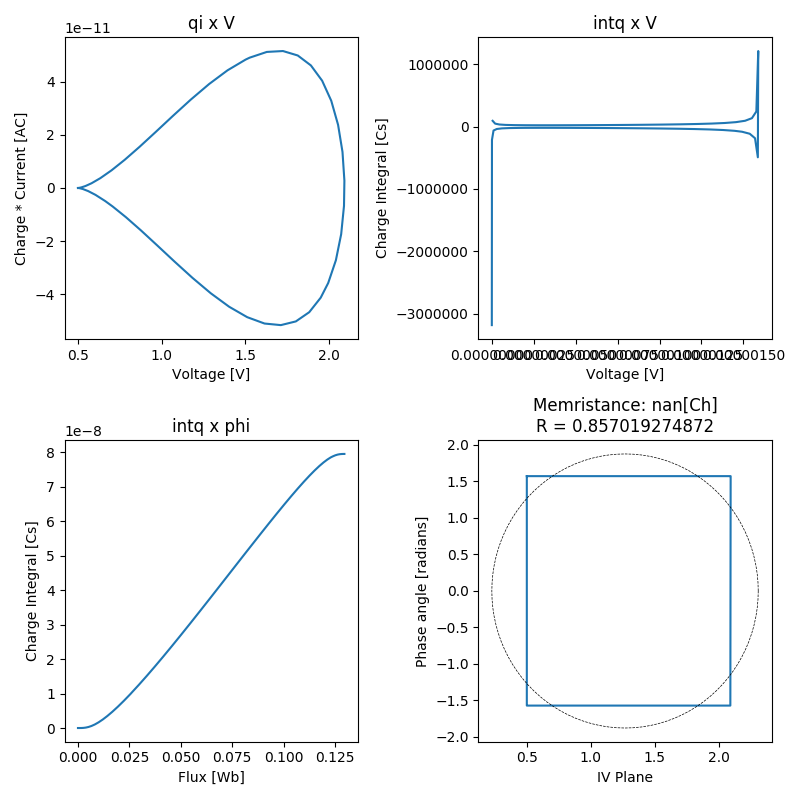 qi x V
1e−11
Charge * Current [AC]
4
2
0
−2
−4
0.5 1.0 1.5 2.0
Voltage [V]
intq x V
Charge Integral [Cs]
1000000
0
−1000000
−2000000
−3000000
Voltage [V]
intq x phi
1e−8
Charge Integral [Cs]
8
7
6
5
4
3
2
1
0
0.000 0.025 0.050 0.075 0.100 0.125
Flux [Wb]
Memristance: nan[Ch]
R = 0.857019274872
Phase angle [radians]
2.0
1.5
1.0
0.5
0.0
−0.5
−1.0
−1.5
−2.0
0.5 1.0 1.5 2.0
IV Plane